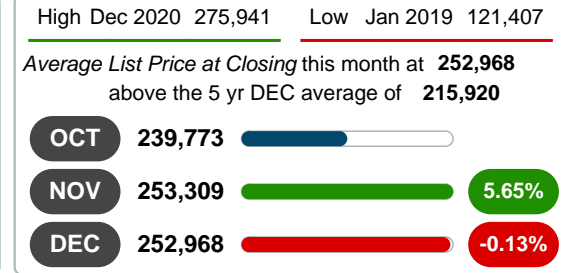 High Dec 2020 275,941 Low Jan 2019 121,407
Average List Price at Closing this month at 252,968
above the 5 yr DEC average of 215,920
OCT 239,773
NOV 253,309 5.65%
DEC 252,968 -0.13%